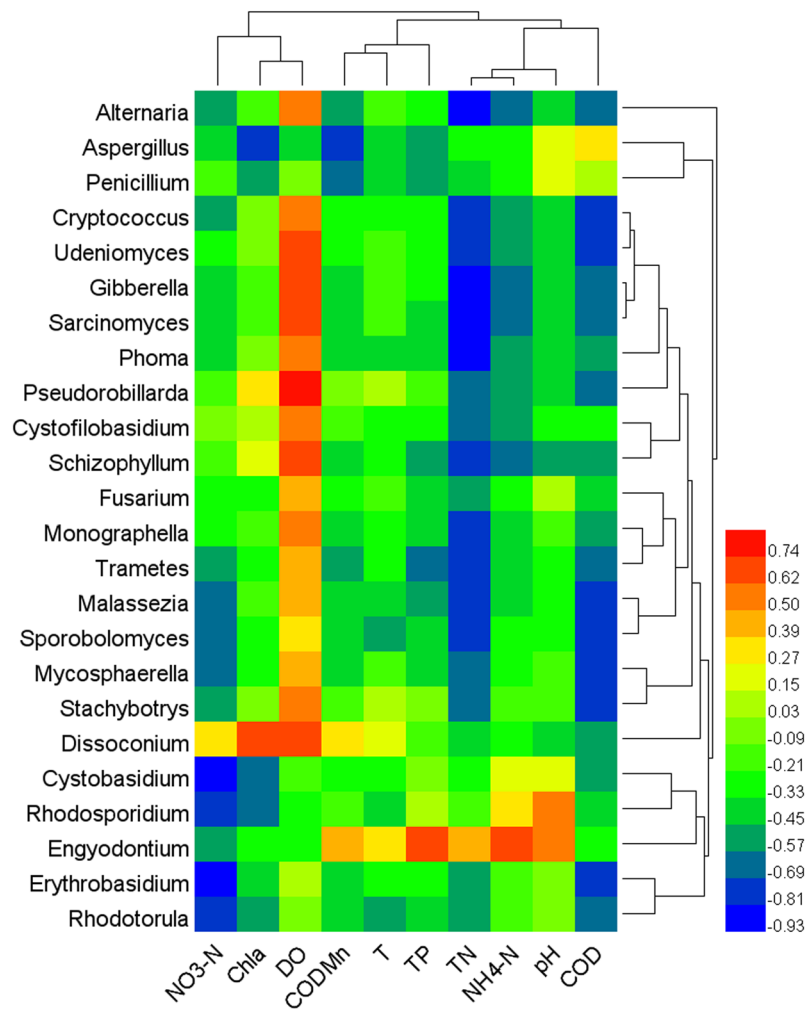 Alternaria
Aspergillus
Penicillium
Cryptococcus
Udeniomyces
Gibberella
Sarcinomyces
Phoma
Pseudorobillarda
Cystofilobasidium
Schizophyllum
Fusarium
Monographella
Trametes
Malassezia
Sporobolomyces
Mycosphaerella
Stachybotrys
Dissoconium
Cystobasidium
Rhodosporidium
Engyodontium
Erythrobasidium
Rhodotorula
0.74
0.62
0.50
0.39
0.27
0.15
0.03
-0.09
-0.21
-0.33
-0.45
-0.57
-0.69
-0.81
-0.93
NO3-N
Chla
DO
CODMn
T
TP
TN
NH4-N
pH
COD